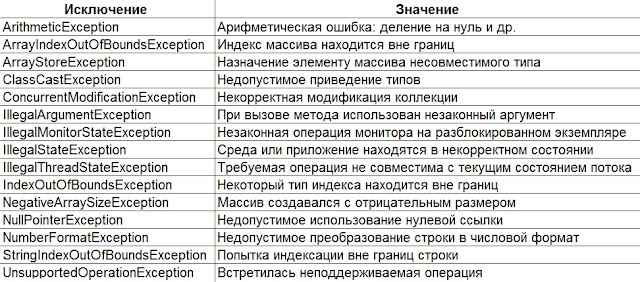 Исключение Значение
ArithmeticException Арифметическая ошибка: деление на нуль и др.
ArrayIndexOutOfBoundsException Индекс массива находится вне границ
ArrayStoreException Назначение элементу массива несовместимого типа
ClassCastException Недопустимое приведение типов
ConcurrentModificationException Некорректная модификация коллекции
IllegalArgumentException При вызове метода использован незаконный аргумент
IllegalMonitorStateException Незаконная операция монитора на разблокированном экземпляре
IllegalStateException Среда или приложение находятся в некорректном состоянии
IllegalThreadStateException Требуемая операция не совместима с текущим состоянием потока
IndexOutOfBoundsException Некоторый тип индекса находится вне границ
NegativeArraySizeException Массив создавался с отрицательным размером
NullPointerException Недопустимое использование нулевой ссылки
NumberFormatException Недопустимое преобразование строки в числовой формат
StringIndexOutOfBoundsException Попытка индексации вне границ строки
UnsupportedOperationException Встретилась неподдерживаемая операция